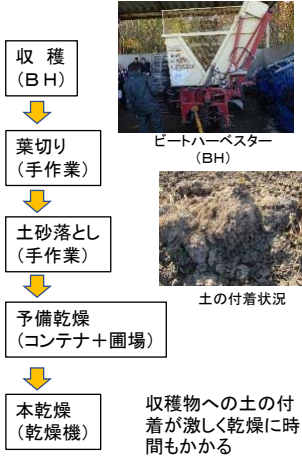 収 穫
(BH)
葉切り
(手作業)
土砂落とし
(手作業)
予備乾燥
(コンテナ+圃場)
本乾燥
(乾燥機)
ビートハーベスター
(BH)
土の付着状況
収穫物への土の付
着が激しく乾燥に時
間もかかる